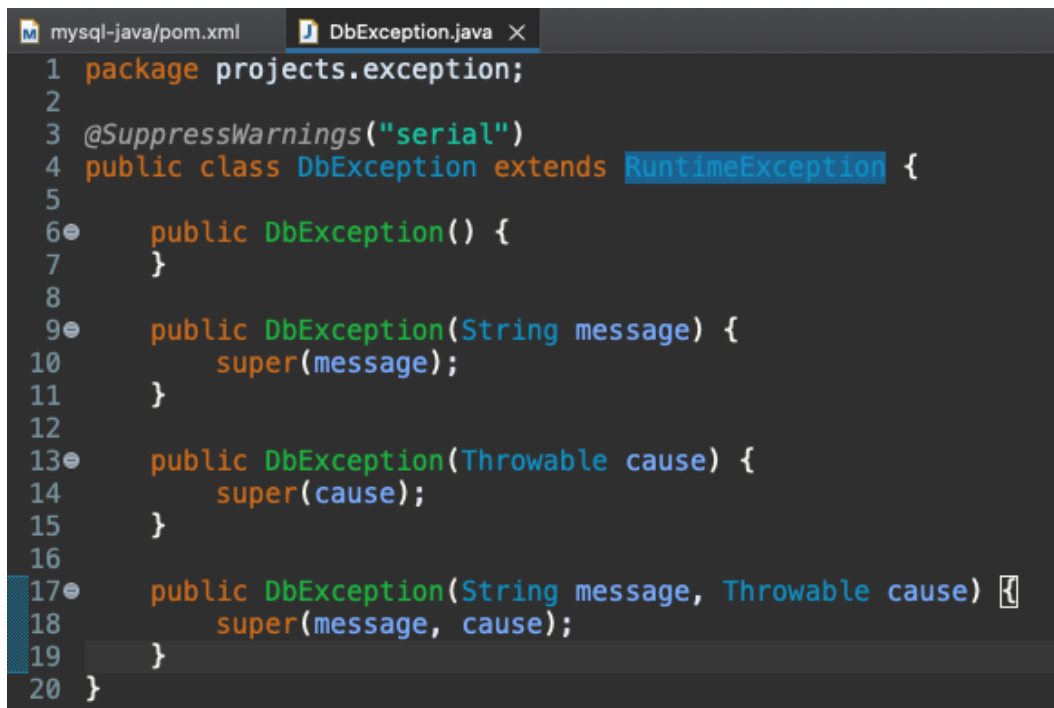 mysql-java/pom.xml DbException.java
1 package projects.exception;
2
3 @SuppressWarnings("serial")
4 public class DbException extends RuntimeException {
5
6 public DbException() {
7 }
8
9 public DbException(String message) {
10 super(message);
11 }
12
13 public DbException(Throwable cause) {
14 super(cause);
15 }
16
17 public DbException(String message, Throwable cause) {
18 super(message, cause);
19 }
20 }